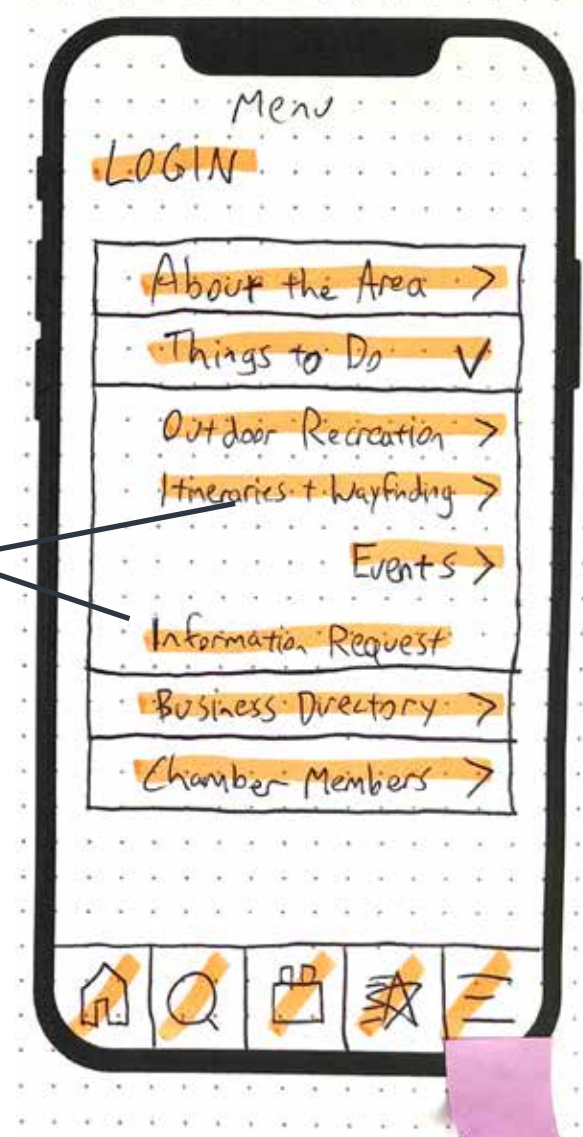 Menu
LOGIN
About the Area >
Things to Do
Outdoor Recreation >
Itineraries + Wayfinding >
Events >
Information Request
Business Directory >
Chamber Members >